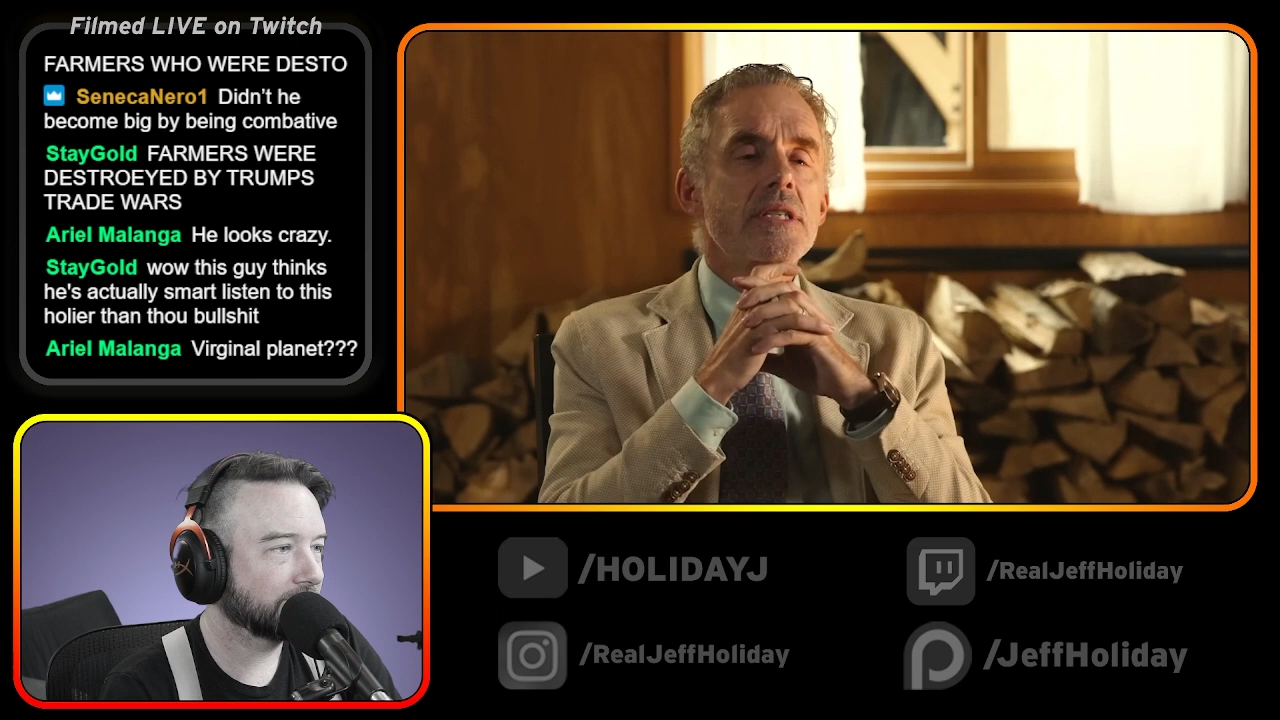 Filmed LIVE on Twitch
FARMERS WHO WERE DESTO
SenecaNero1 Didn't he
become big by being combative
StayGold FARMERS WERE
DESTROEYED BY TRUMPS
TRADE WARS
Ariel Malanga He looks crazy.
StayGold wow this guy thinks
he's actually smart listen to this
holier than thou bullshit
Ariel Malanga Virginal planet???
/HOLIDAYJ
/RealJeffHoliday
/RealJeffHoliday
/JeffHoliday